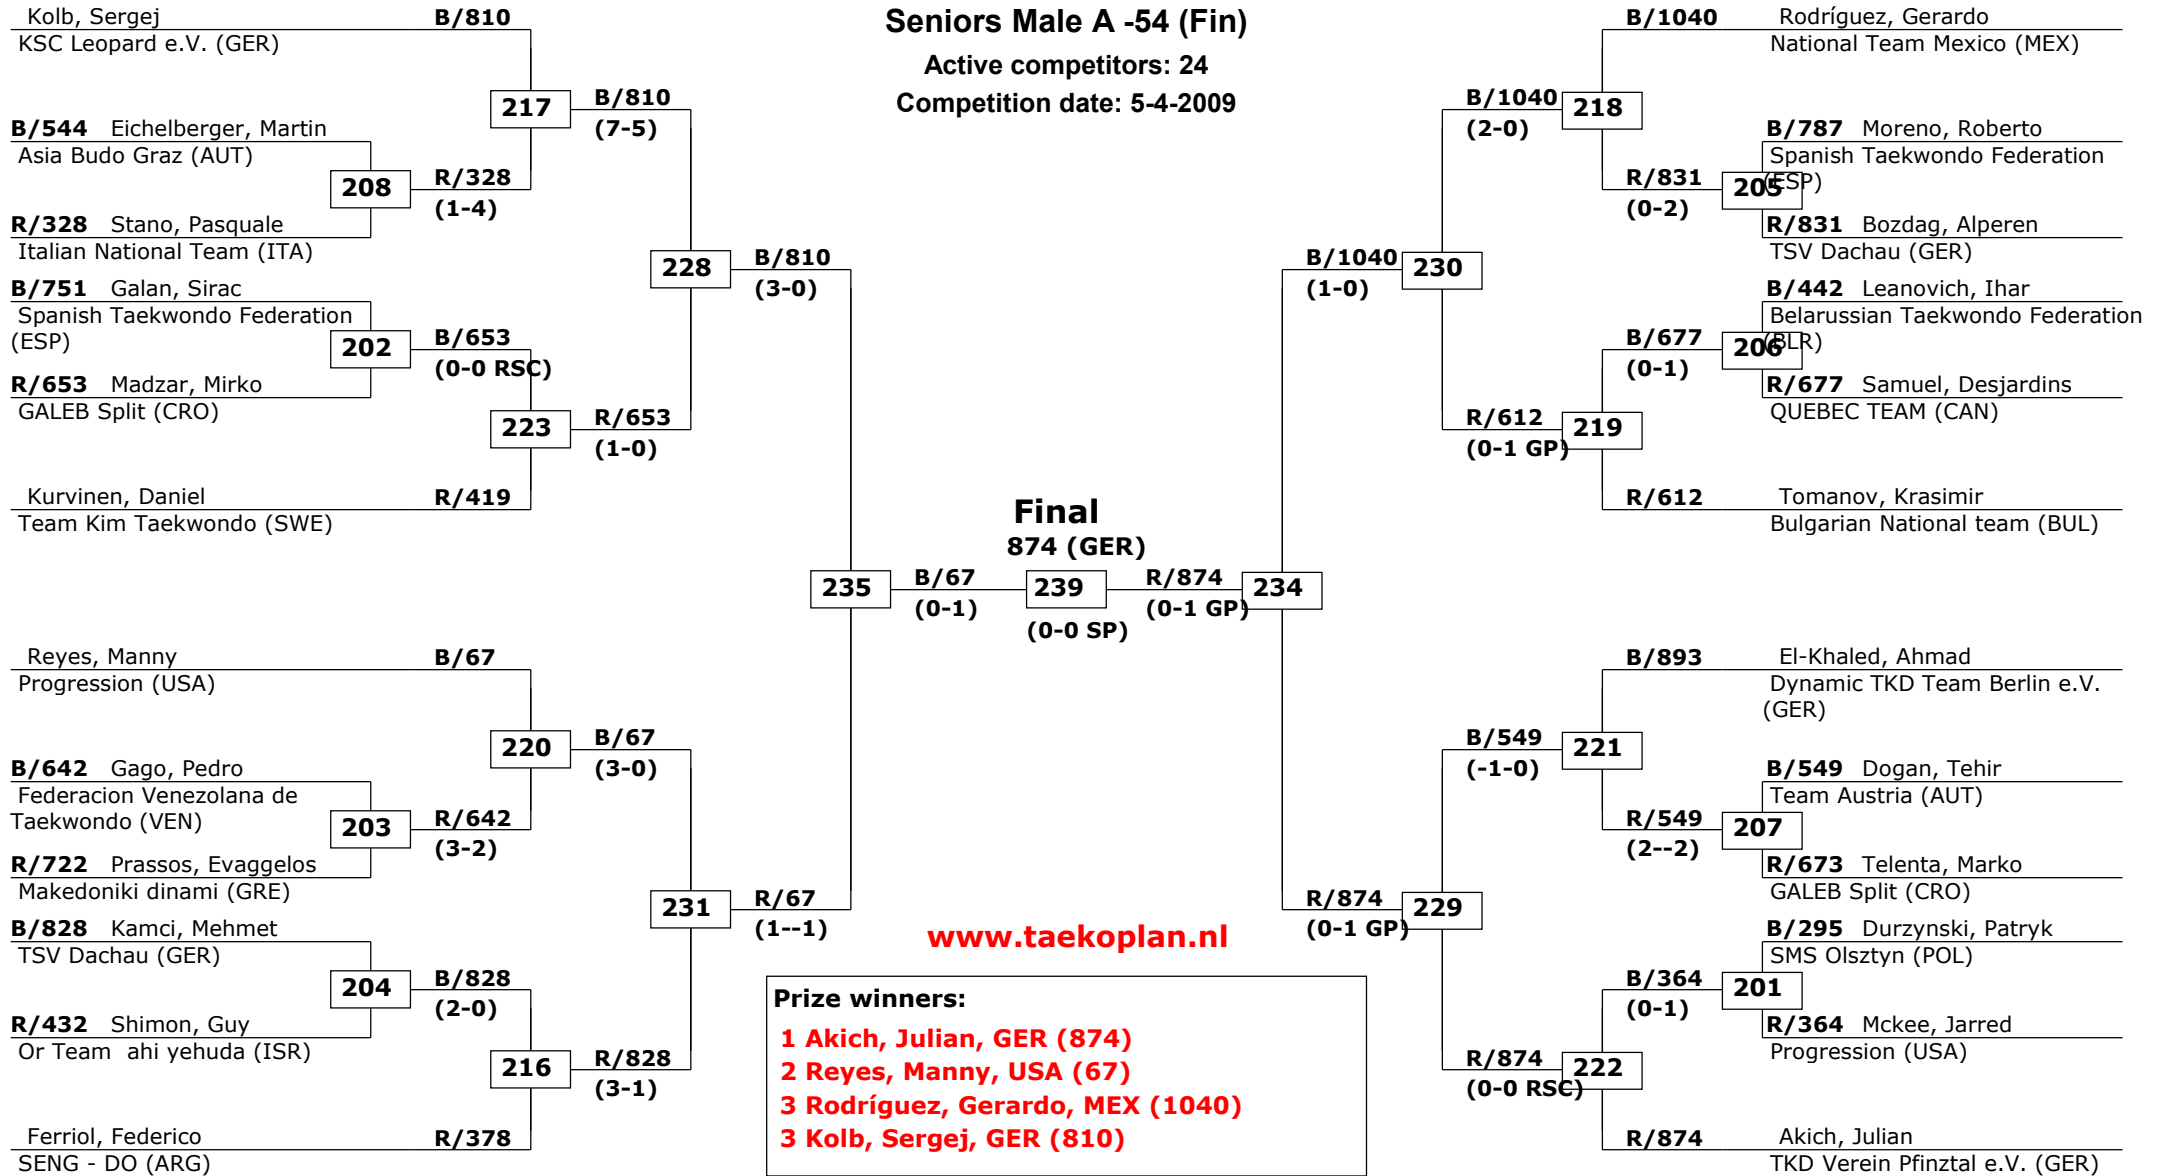 Seniors Male A -54 (Fin)
Active competitors: 24
Competition date: 5-4-2009
Kolb, Sergej B/810
KSC Leopard e.V. (GER)
217
B/810
(7-5)
B/544 Eichelberger, Martin
Asia Budo Graz (AUT)
208
R/328
(1-4)
R/328 Stano, Pasquale
Italian National Team (ITA)
228
B/810
(3-0)
B/751 Galan, Sirac
Spanish Taekwondo Federation
(ESP)
202
B/653
(0-0 RSC)
R/653 Madzar, Mirko
GALEB Split (CRO)
223
R/653
(1-0)
Kurvinen, Daniel R/419
Team Kim Taekwondo (SWE)
235
B/67
(0-1)
Reyes, Manny B/67
Progression (USA)
220
B/67
(3-0)
B/642 Gago, Pedro
Federacion Venezolana de
Taekwondo (VEN)
203
R/642
(3-2)
R/722 Prassos, Evaggelos
Makedoniki dinami (GRE)
231
R/67
(1--1)
B/828 Kamci, Mehmet
TSV Dachau (GER)
204
B/828
(2-0)
R/432 Shimon, Guy
Or Team ahi yehuda (ISR)
216
R/828
(3-1)
Ferriol, Federico R/378
SENG - DO (ARG)
Final
874 (GER)
239
(0-0 SP)
R/874
(0-1 GP)
234
B/1040 Rodríguez, Gerardo
National Team Mexico (MEX)
B/1040
(2-0)
218
B/787 Moreno, Roberto
Spanish Taekwondo Federation
(ESP)
R/831
(0-2)
205
R/831 Bozdag, Alperen
TSV Dachau (GER)
B/1040
(1-0)
230
B/442 Leanovich, Ihar
Belarussian Taekwondo Federation
(BLR)
B/677
(0-1)
206
R/677 Samuel, Desjardins
QUEBEC TEAM (CAN)
R/612
(0-1 GP)
219
R/612 Tomanov, Krasimir
Bulgarian National team (BUL)
B/893 El-Khaled, Ahmad
Dynamic TKD Team Berlin e.V.
(GER)
B/549
(-1-0)
221
B/549 Dogan, Tehir
Team Austria (AUT)
R/549
(2--2)
207
R/673 Telenta, Marko
GALEB Split (CRO)
R/874
(0-1 GP)
229
B/295 Durzynski, Patryk
SMS Olsztyn (POL)
B/364
(0-1)
201
R/364 Mckee, Jarred
Progression (USA)
R/874
(0-0 RSC)
222
R/874 Akich, Julian
TKD Verein Pfinztal e.V. (GER)
www.taekoplan.nl
Prize winners:
1 Akich, Julian, GER (874)
2 Reyes, Manny, USA (67)
3 Rodríguez, Gerardo, MEX (1040)
3 Kolb, Sergej, GER (810)